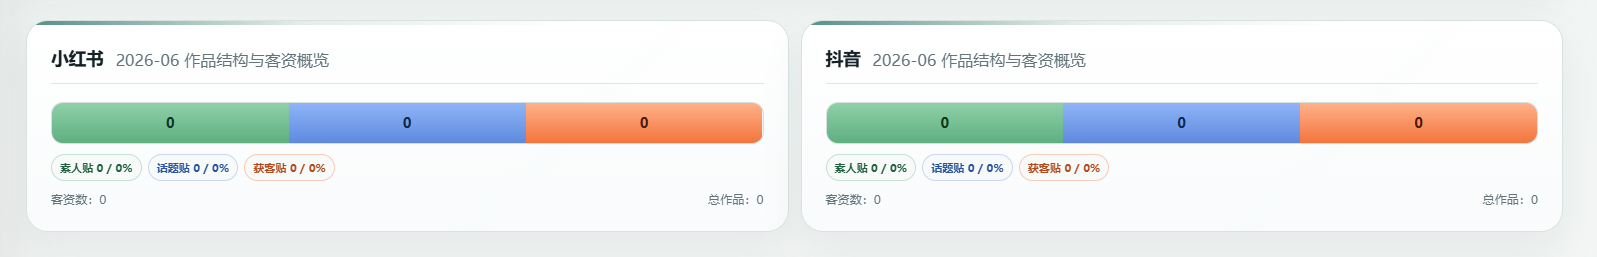 小红书 2026-06 作品结构与客资概览
0 0 0
素人贴 0 / 0% 话题贴 0 / 0% 获客贴 0 / 0%
客资数：0 总作品：0
抖音 2026-06 作品结构与客资概览
0 0 0
素人贴 0 / 0% 话题贴 0 / 0% 获客贴 0 / 0%
客资数：0 总作品：0